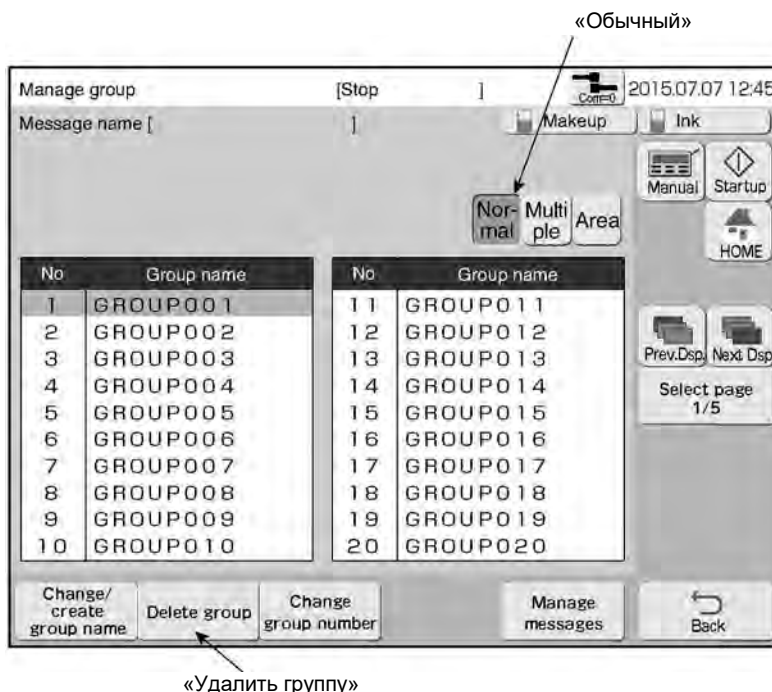 «Обычный»
Manage group [Stop ] Com=0 2015.07.07 12:45
Message name [ ] Makeup Ink
Manual Startup
Nor-
mal
Multi
ple
Area
HOME
No Group name No Group name
1 GROUP001 11 GROUP011
2 GROUP002 12 GROUP012
3 GROUP003 13 GROUP013
4 GROUP004 14 GROUP014
5 GROUP005 15 GROUP015
6 GROUP006 16 GROUP016
7 GROUP007 17 GROUP017
8 GROUP008 18 GROUP018
9 GROUP009 19 GROUP019
10 GROUP010 20 GROUP020
Prev.Dsp. Next Dsp
Select page
1/5
Change/
create
group name
Delete group
Change
group number
Manage
messages
Back
«Удалить группу»